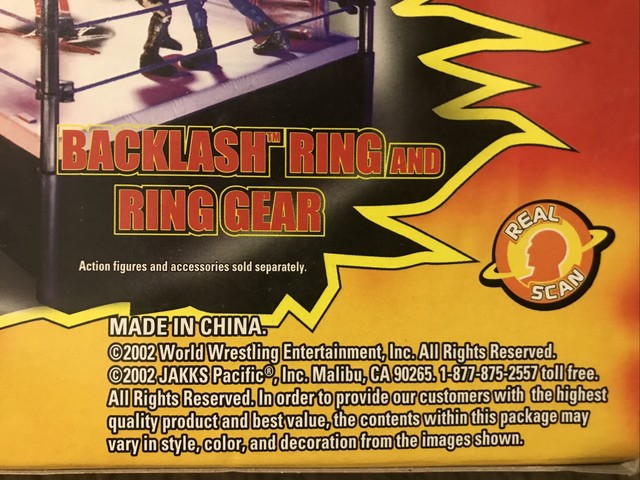 BACKLASH™ RING AND
RING GEAR
Action figures and accessories sold separately.
REAL
SCAN
MADE IN CHINA.
©2002 World Wrestling Entertainment, Inc. All Rights Reserved.
©2002 JAKKS Pacific®, Inc. Malibu, CA 90265. 1-877-875-2557 toll free.
All Rights Reserved. In order to provide our customers with the highest
quality product and best value, the contents within this package may
vary in style, color, and decoration from the images shown.